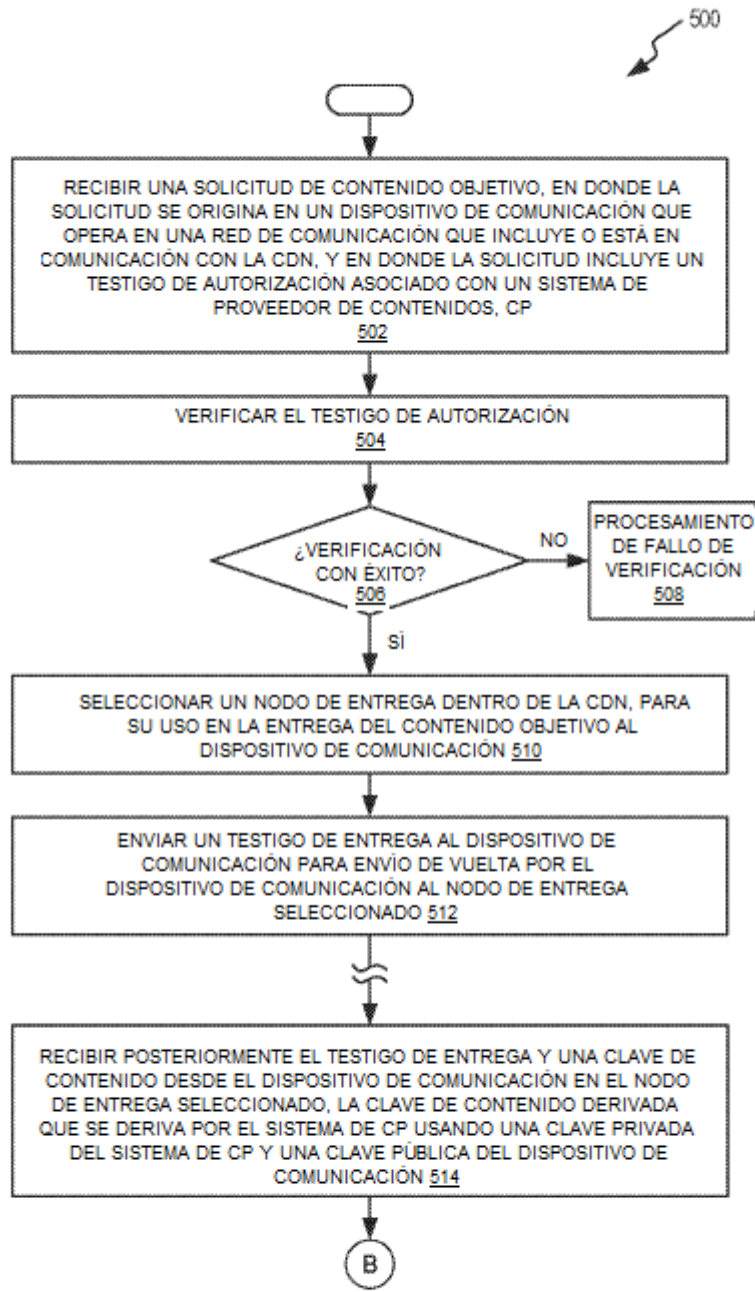 500
RECIBIR UNA SOLICITUD DE CONTENIDO OBJETIVO, EN DONDE LA
SOLICITUD SE ORIGINA EN UN DISPOSITIVO DE COMUNICACIÓN QUE
OPERA EN UNA RED DE COMUNICACIÓN QUE INCLUYE O ESTÀ EN
COMUNICACIÓN CON LA CDN, Y EN DONDE LA SOLICITUD INCLUYE UN
TESTIGO DE AUTORIZACIÓN ASOCIADO CON UN SISTEMA DE
PROVEEDOR DE CONTENIDOS, CP
502
VERIFICAR EL TESTIGO DE AUTORIZACIÓN
504
¿VERIFICACIÓN
CON ÉXITO?
506
NO
PROCESAMIENTO
DE FALLO DE
VERIFICACIÓN
508
SÌ
SELECCIONAR UN NODO DE ENTREGA DENTRO DE LA CDN, PARA
SU USO EN LA ENTREGA DEL CONTENIDO OBJETIVO AL
DISPOSITIVO DE COMUNICACIÓN 510
ENVIAR UN TESTIGO DE ENTREGA AL DISPOSITIVO DE
COMUNICACIÓN PARA ENVÌO DE VUELTA POR EL
DISPOSITIVO DE COMUNICACIÓN AL NODO DE ENTREGA
SELECCIONADO 512
RECIBIR POSTERIORMENTE EL TESTIGO DE ENTREGA Y UNA CLAVE DE
CONTENIDO DESDE EL DISPOSITIVO DE COMUNICACIÓN EN EL NODO
DE ENTREGA SELECCIONADO, LA CLAVE DE CONTENIDO DERIVADA
QUE SE DERIVA POR EL SISTEMA DE CP USANDO UNA CLAVE PRIVADA
DEL SISTEMA DE CP Y UNA CLAVE PÚBLICA DEL DISPOSITIVO DE
COMUNICACIÓN 514
B